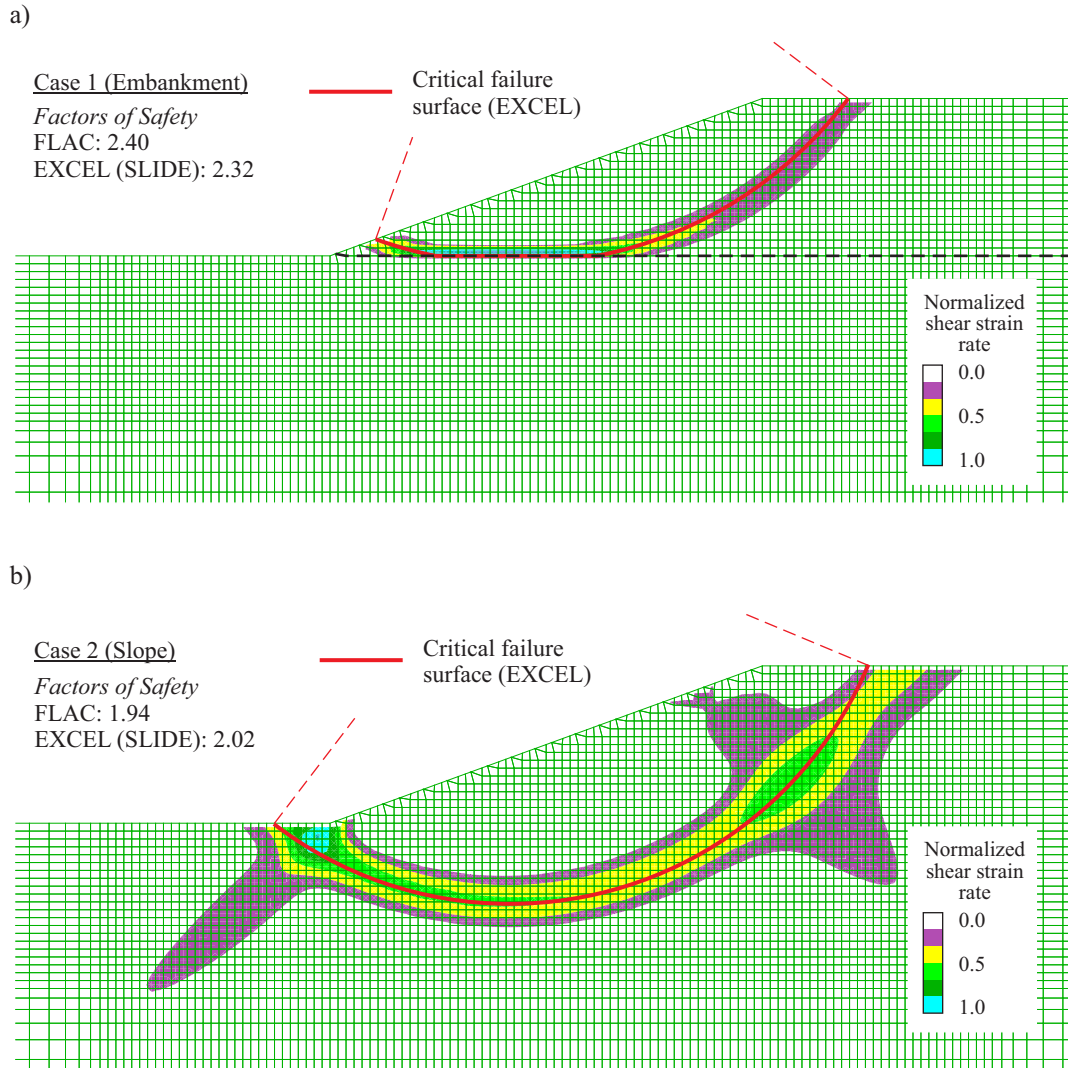 a)
Case 1 (Embankment)
Factors of Safety
FLAC: 2.40
EXCEL (SLIDE): 2.32
Critical failure
surface (EXCEL)
Normalized
shear strain
rate
0.0
0.5
1.0
b)
Case 2 (Slope)
Factors of Safety
FLAC: 1.94
EXCEL (SLIDE): 2.02
Critical failure
surface (EXCEL)
Normalized
shear strain
rate
0.0
0.5
1.0